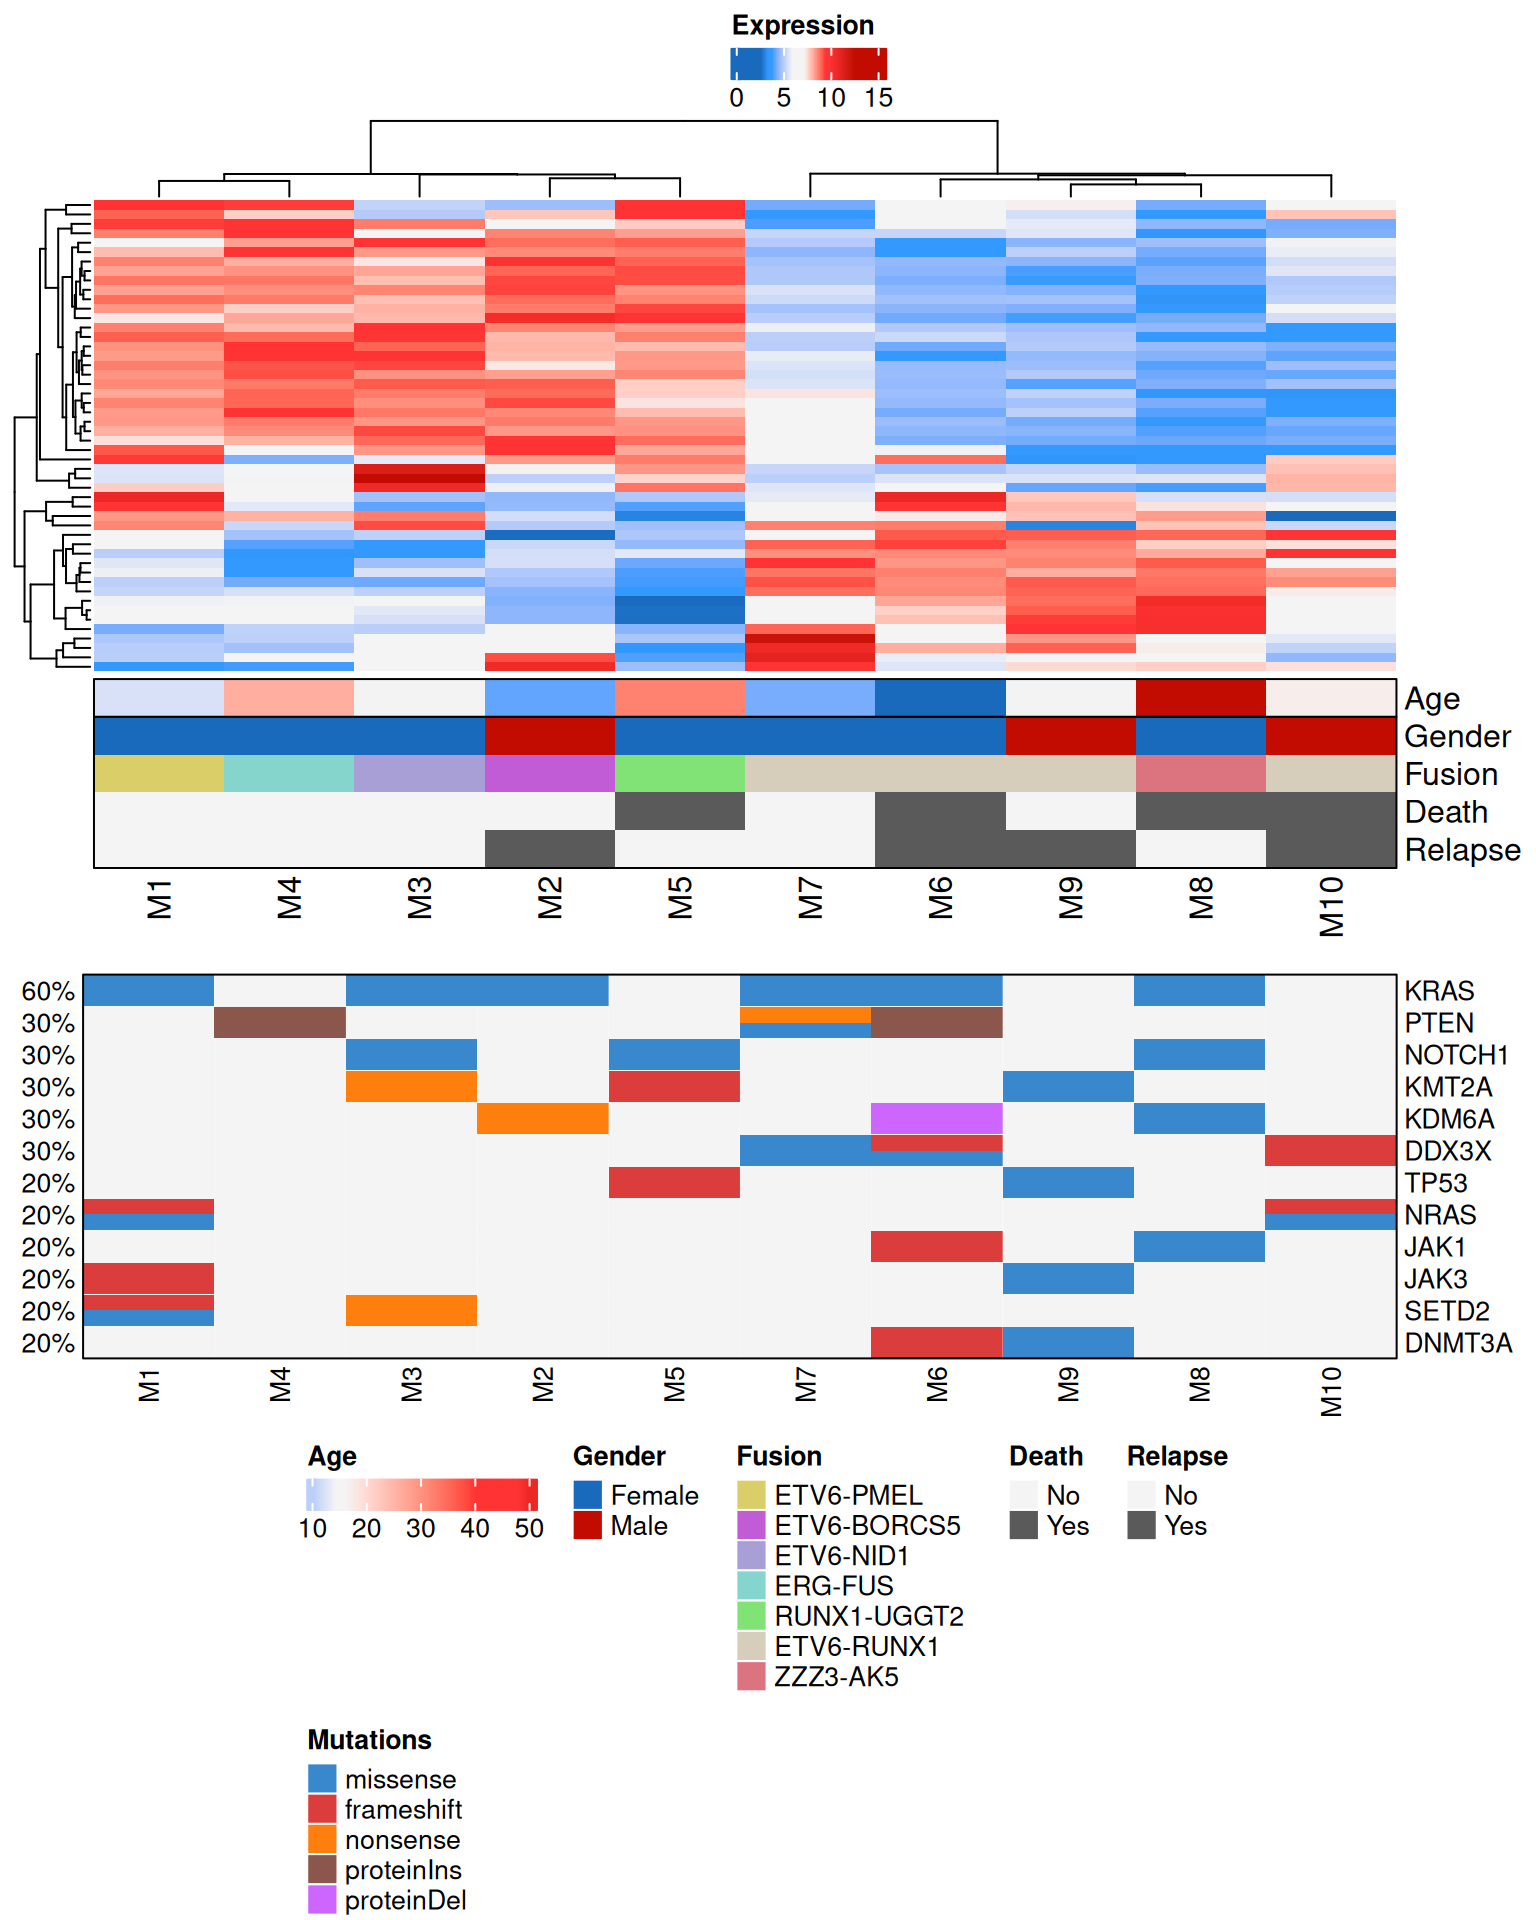 Expression
0 5 10 15
Age
Gender
Fusion
Death
Relapse
M1 M4 M3 M2 M5 M7 M6 M9 M8 M10
60% KRAS
30% PTEN
30% NOTCH1
30% KMT2A
30% KDM6A
30% DDX3X
20% TP53
20% NRAS
20% JAK1
20% JAK3
20% SETD2
20% DNMT3A
M1 M4 M3 M2 M5 M7 M6 M9 M8 M10
Age
10 20 30 40 50
Gender
Female
Male
Fusion
ETV6-PMEL
ETV6-BORCS5
ETV6-NID1
ERG-FUS
RUNX1-UGGT2
ETV6-RUNX1
ZZZ3-AK5
Death
No
Yes
Relapse
No
Yes
Mutations
missense
frameshift
nonsense
proteinIns
proteinDel